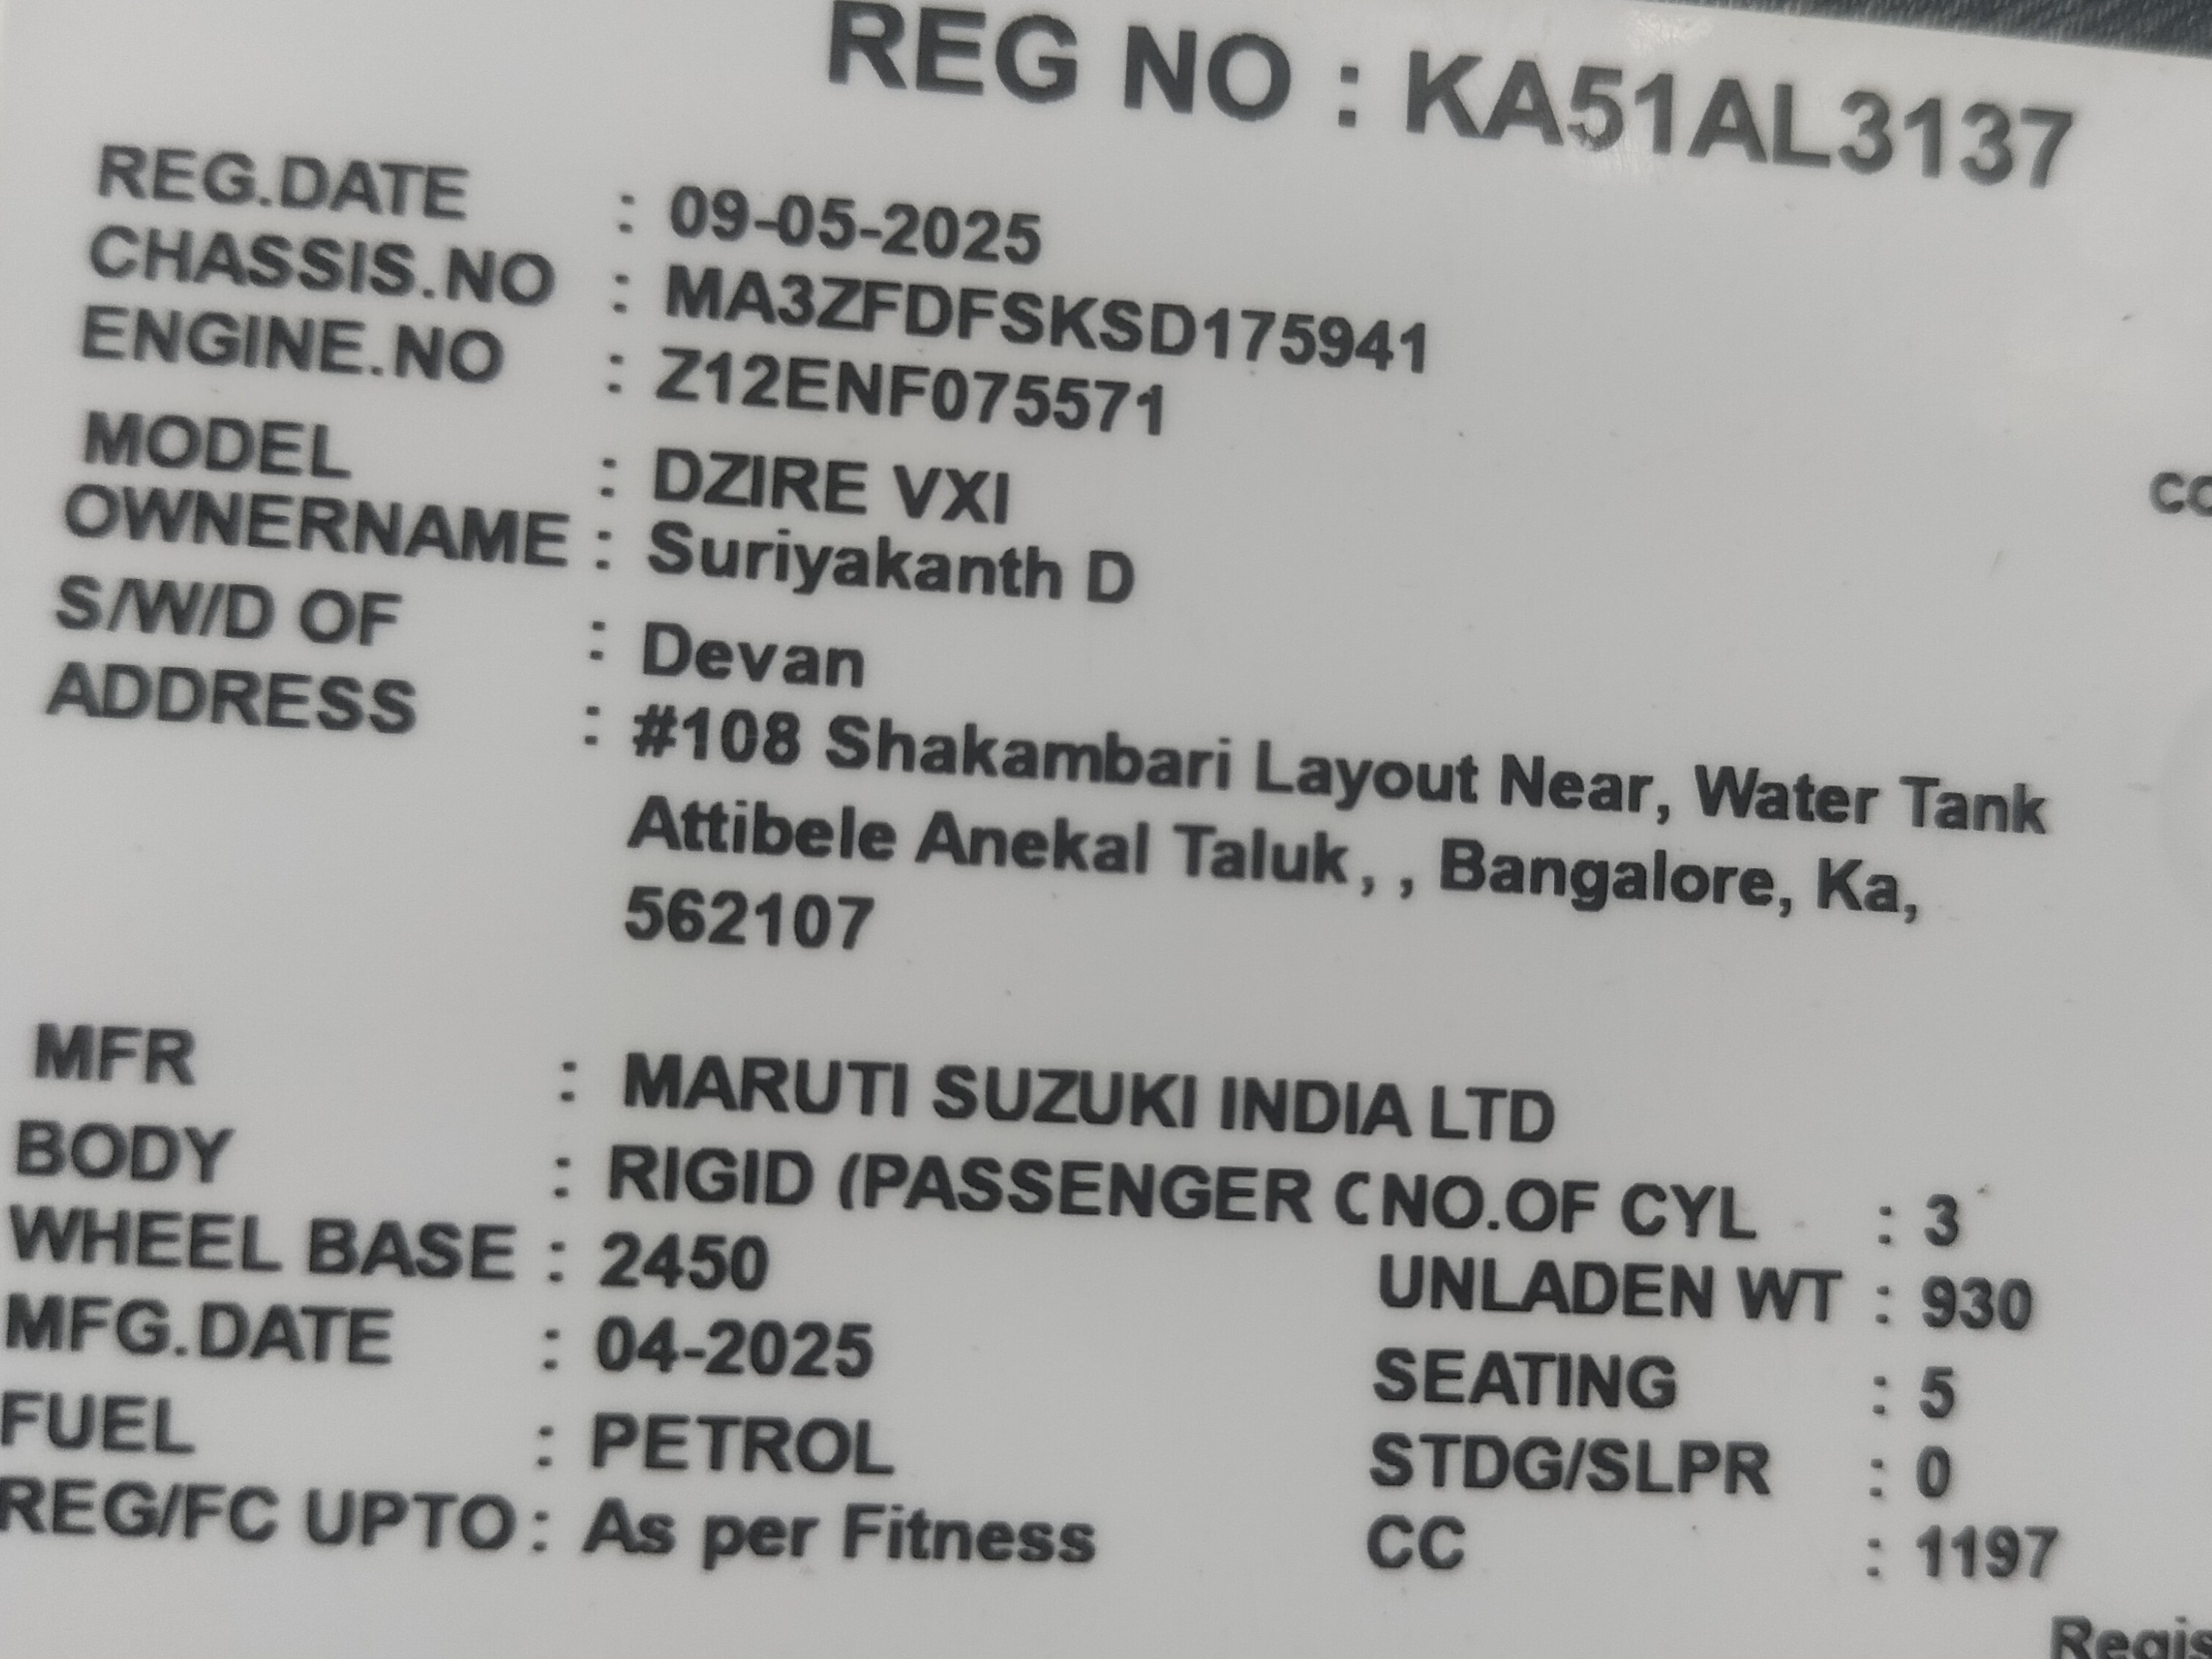 REG NO : KA51AL3137
REG.DATE : 09-05-2025
CHASSIS.NO : MA3ZFDFSKSD175941
ENGINE.NO : Z12ENF075571
MODEL : DZIRE VXI
OWNERNAME : Suriyakanth D
S/W/D OF : Devan
ADDRESS : #108 Shakambari Layout Near, Water Tank
Attibele Anekal Taluk, , Bangalore, Ka,
562107
MFR : MARUTI SUZUKI INDIA LTD
BODY : RIGID (PASSENGER C NO.OF CYL : 3
WHEEL BASE : 2450 UNLADEN WT : 930
MFG.DATE : 04-2025 SEATING : 5
FUEL : PETROL STDG/SLPR : 0
REG/FC UPTO : As per Fitness CC : 1197